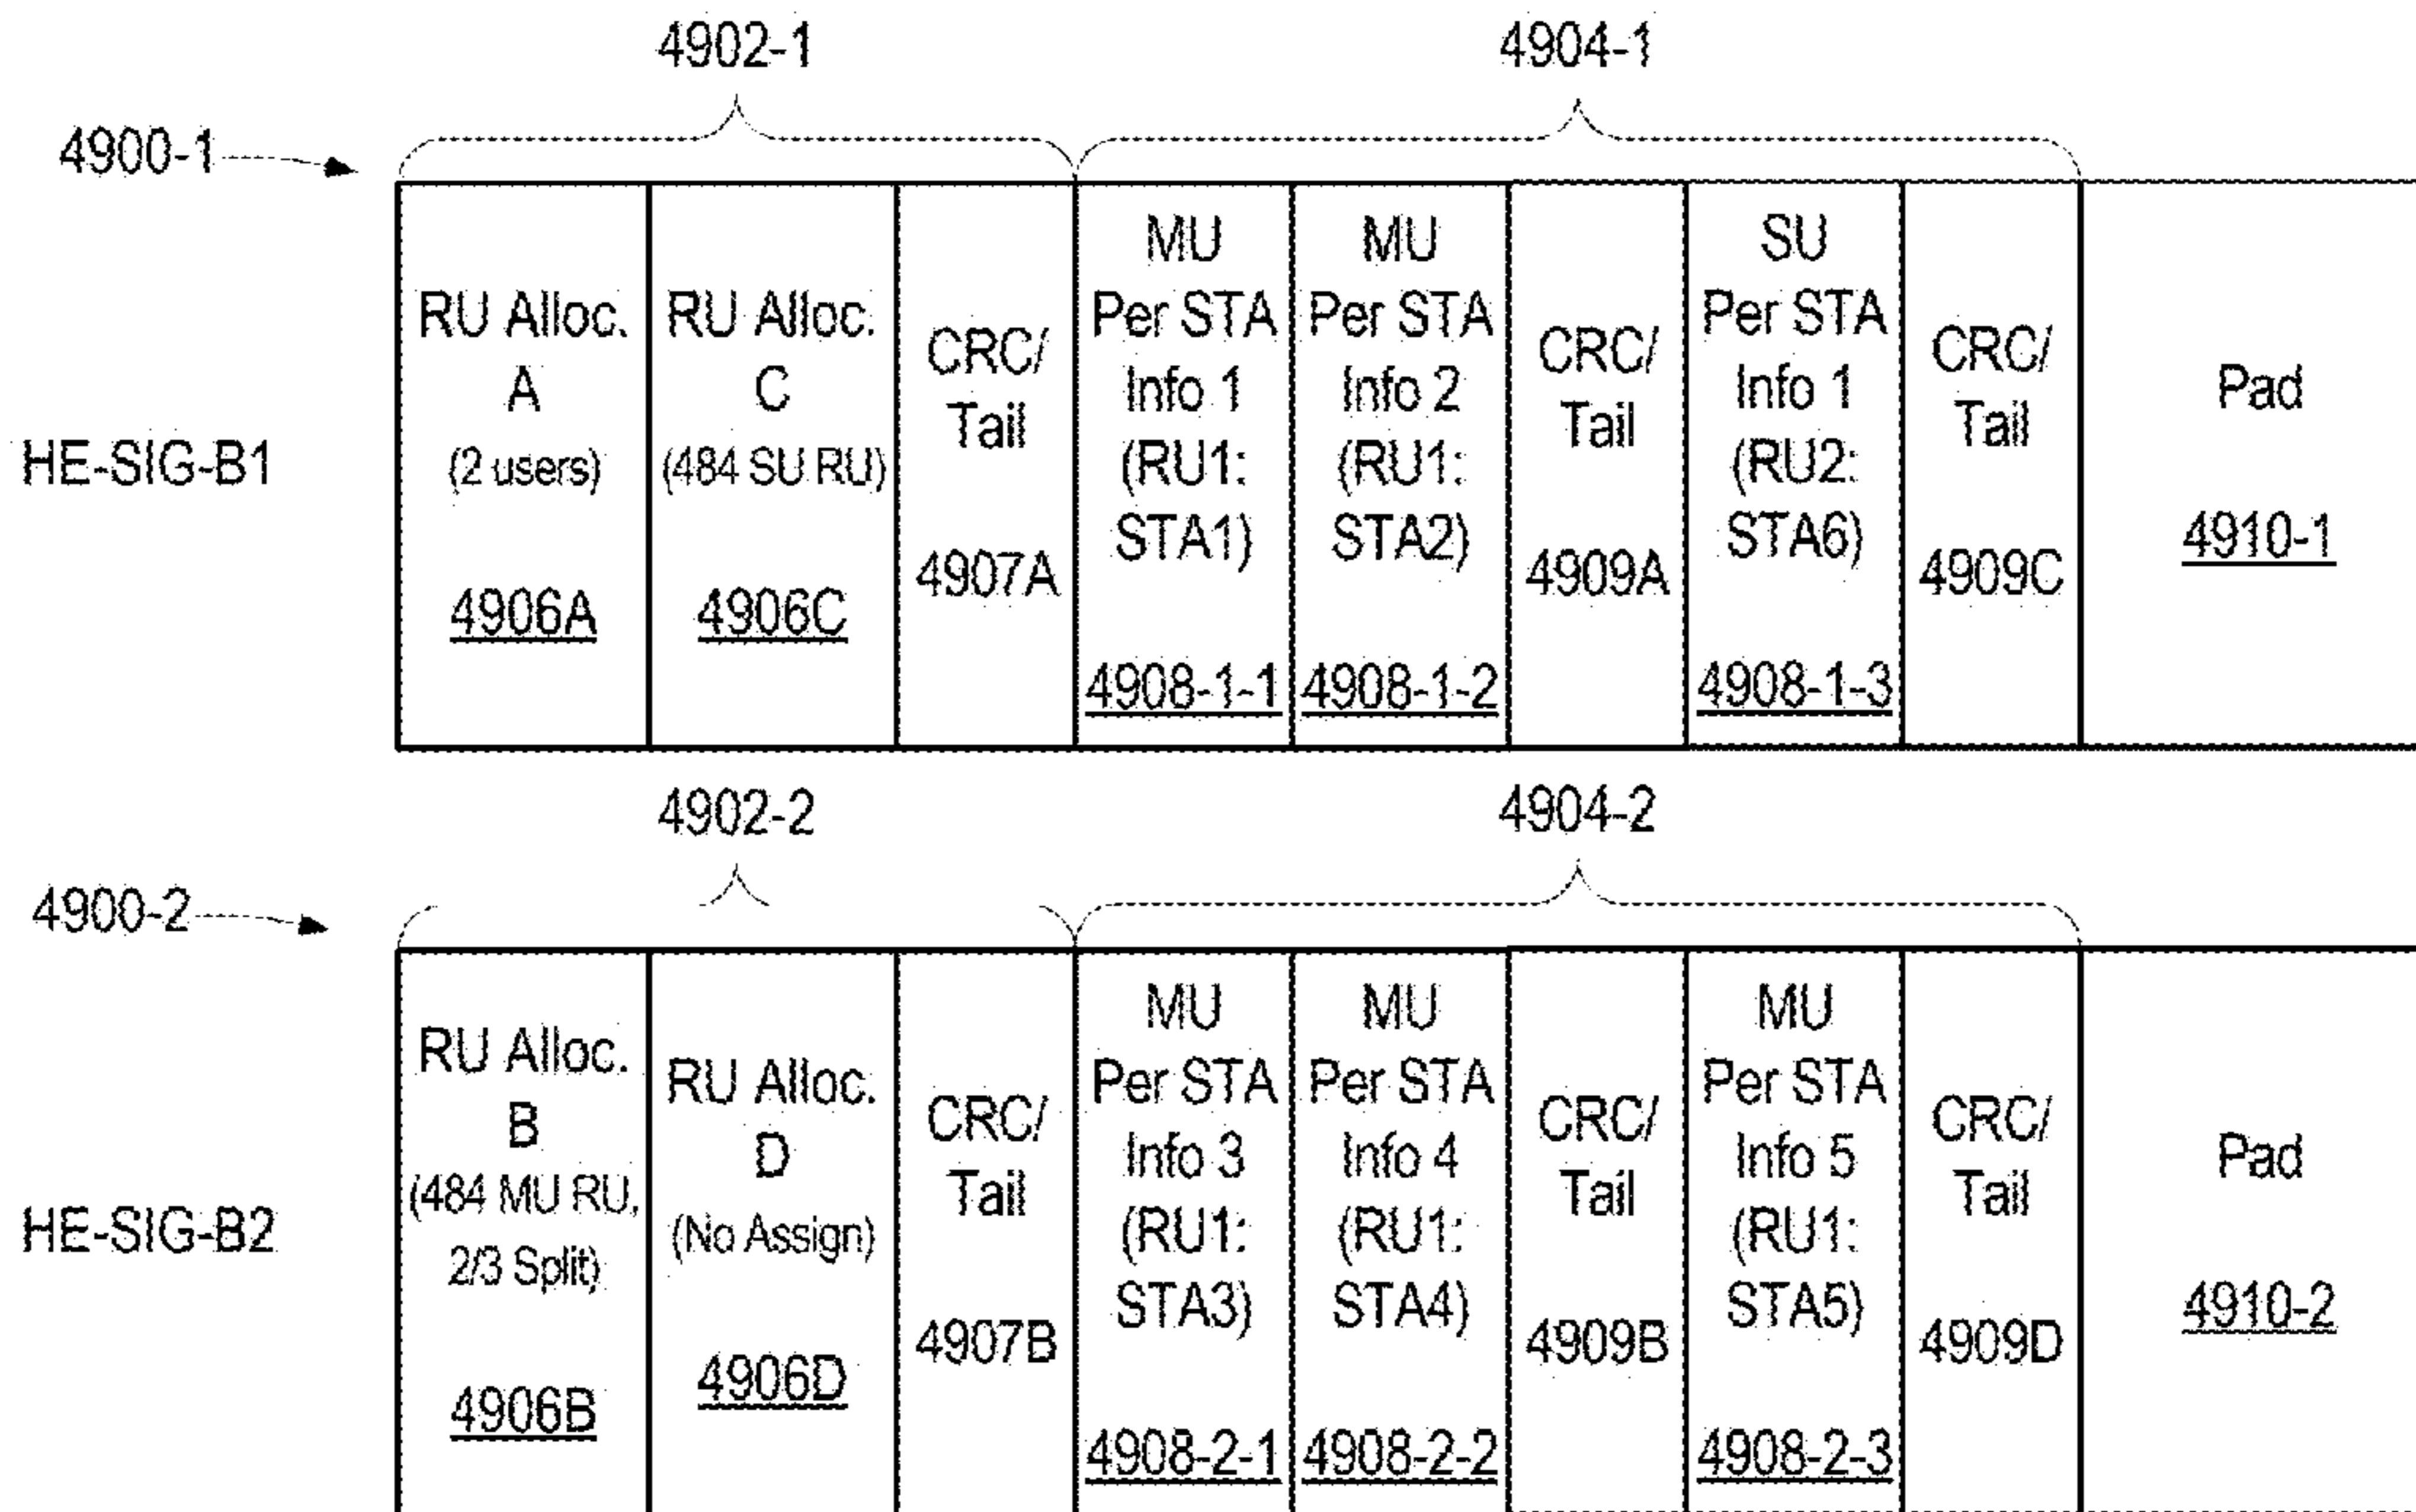 4902-1
4904-1
4900-1
HE-SIG-B1
RU Alloc.
A
(2 users)
4906A
RU Alloc.
C
(484 SU RU)
4906C
CRC/
Tail
4907A
MU
Per STA
Info 1
(RU1:
STA1)
4908-1-1
MU
Per STA
Info 2
(RU1:
STA2)
4908-1-2
CRC/
Tail
4909A
SU
Per STA
Info 1
(RU2:
STA6)
4908-1-3
CRC/
Tail
4909C
Pad
4910-1
4902-2
4904-2
4900-2
HE-SIG-B2
RU Alloc.
B
(484 MU RU,
2/3 Split)
4906B
RU Alloc.
D
(No Assign)
4906D
CRC/
Tail
4907B
MU
Per STA
Info 3
(RU1:
STA3)
4908-2-1
MU
Per STA
Info 4
(RU1:
STA4)
4908-2-2
CRC/
Tail
4909B
MU
Per STA
Info 5
(RU1:
STA5)
4908-2-3
CRC/
Tail
4909D
Pad
4910-2